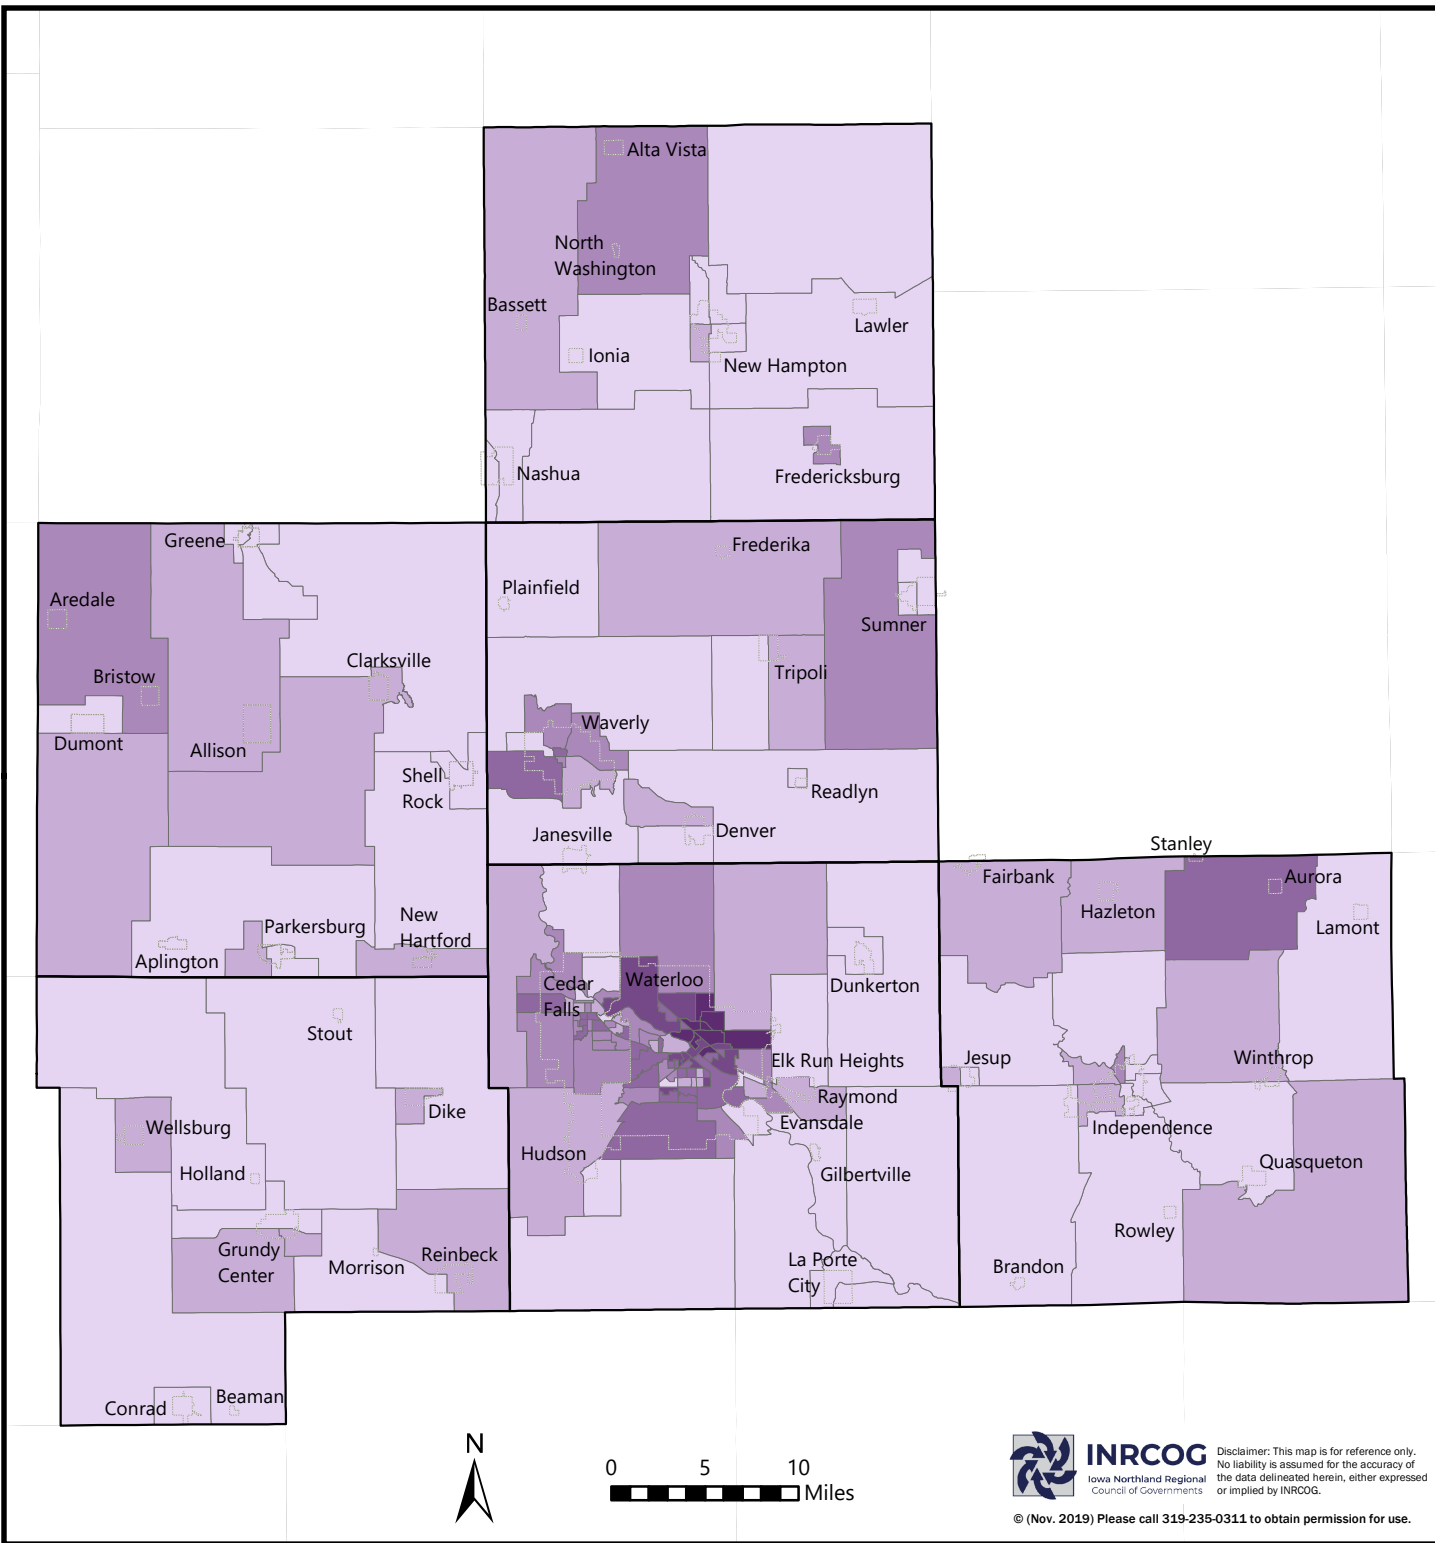 Alta Vista
North
Washington
Bassett
Lawler
Ionia
New Hampton
Nashua
Fredericksburg
Greene
Frederika
Plainfield
Aredale
Sumner
Clarksville
Bristow
Tripoli
Waverly
Dumont
Allison
Shell
Rock
Readlyn
Janesville
Denver
Stanley
Fairbank
Aurora
Hazleton
Lamont
New
Hartford
Parkersburg
Aplington
Cedar
Falls
Waterloo
Dunkerton
Stout
Elk Run Heights
Jesup
Winthrop
Raymond
Dike
Evansdale
Wellsburg
Independence
Hudson
Holland
Gilbertville
Quasqueton
Rowley
Grundy
Center
Morrison
Reinbeck
La Porte
City
Brandon
Conrad
Beaman
N
0 5 10
Miles
INRCOG
Iowa Northland Regional
Council of Governments
Disclaimer: This map is for reference only.
No liability is assumed for the accuracy of
the data delineated herein, either expressed
or implied by INRCOG.
© (Nov. 2019) Please call 319-235-0311 to obtain permission for use.